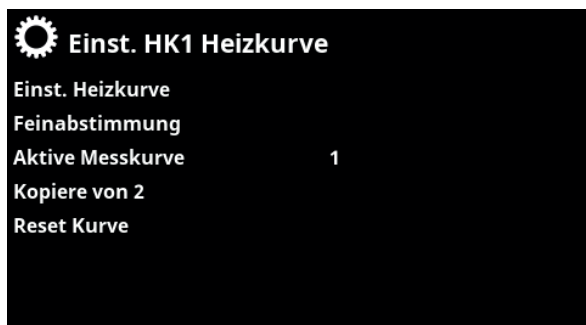 Einst. HK1 Heizkurve
Einst. Heizkurve
Feinabstimmung
Aktive Messkurve 1
Kopiere von 2
Reset Kurve